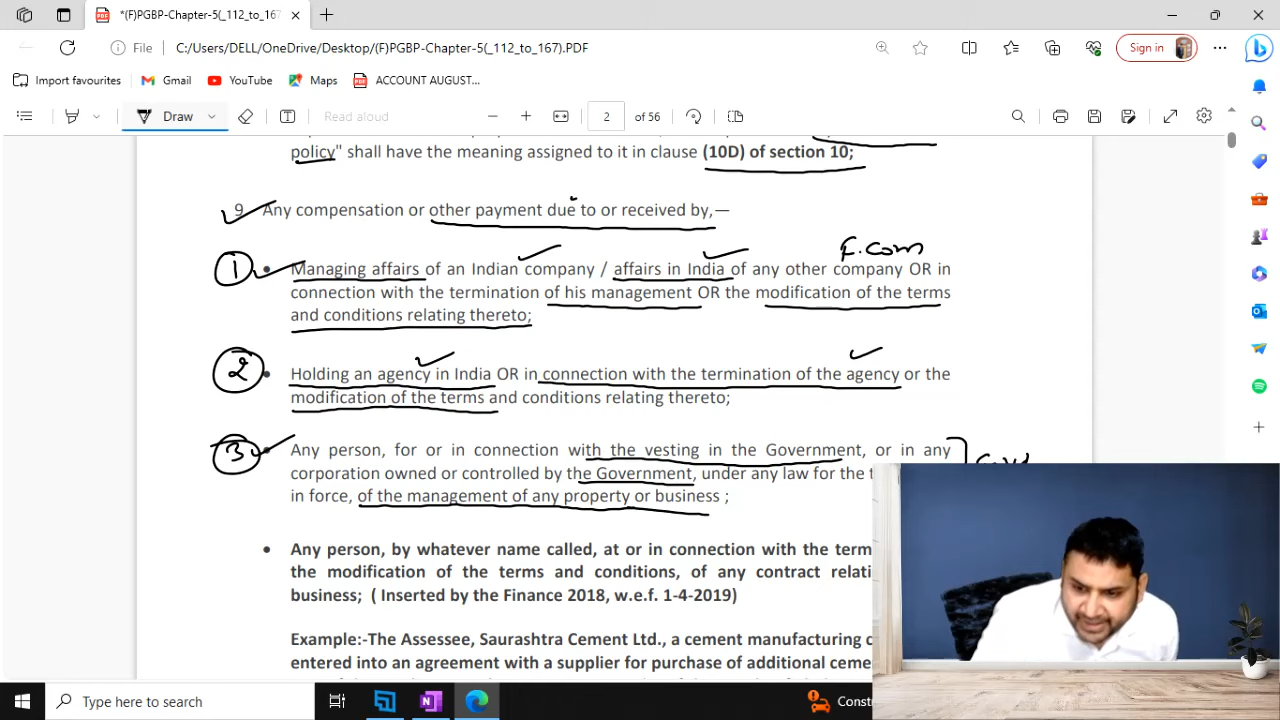 *(F)PGBP-Chapter-5(_112_to_167
File C:/Users/DELL/OneDrive/Desktop/(F)PGBP-Chapter-5(_112_to_167).PDF
Sign in
Import favourites Gmail YouTube Maps ACCOUNT AUGUST...
Draw Read aloud 2 of 56
policy" shall have the meaning assigned to it in clause (10D) of section 10;
9 Any compensation or other payment due to or received by,—
F. Com
1 • Managing affairs of an Indian company / affairs in India of any other company OR in
connection with the termination of his management OR the modification of the terms
and conditions relating thereto;
2 • Holding an agency in India OR in connection with the termination of the agency or the
modification of the terms and conditions relating thereto;
3 • Any person, for or in connection with the vesting in the Government, or in any
corporation owned or controlled by the Government, under any law for the
in force, of the management of any property or business ;
• Any person, by whatever name called, at or in connection with the
the modification of the terms and conditions, of any contract
business; ( Inserted by the Finance 2018, w.e.f. 1-4-2019)
Example:-The Assessee, Saurashtra Cement Ltd., a cement manufacturing
entered into an agreement with a supplier for purchase of additional
Type here to search